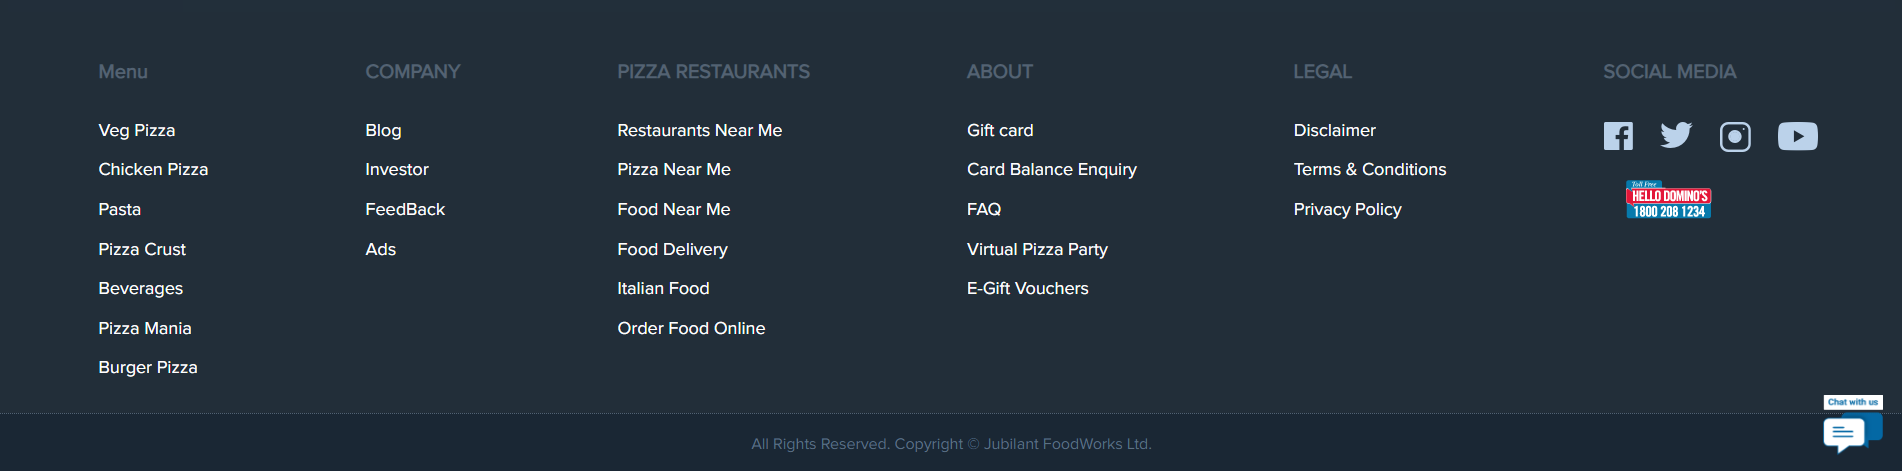 Menu
Veg Pizza
Chicken Pizza
Pasta
Pizza Crust
Beverages
Pizza Mania
Burger Pizza
COMPANY
Blog
Investor
FeedBack
Ads
PIZZA RESTAURANTS
Restaurants Near Me
Pizza Near Me
Food Near Me
Food Delivery
Italian Food
Order Food Online
ABOUT
Gift card
Card Balance Enquiry
FAQ
Virtual Pizza Party
E-Gift Vouchers
LEGAL
Disclaimer
Terms & Conditions
Privacy Policy
SOCIAL MEDIA
Toll Free
HELLO DOMINO'S
1800 208 1234
Chat with us
All Rights Reserved. Copyright © Jubilant FoodWorks Ltd.